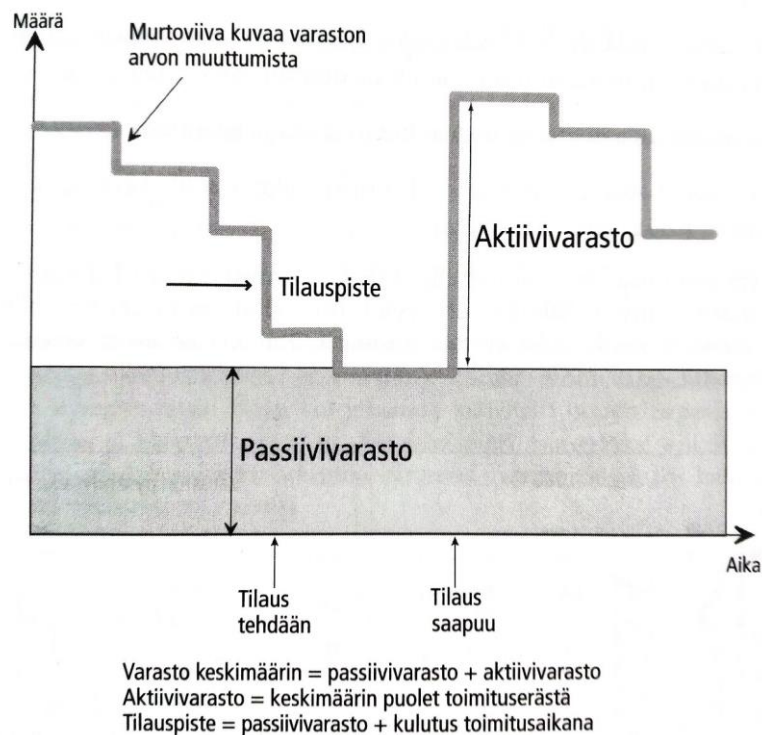 Määrä
Murtoviiva kuvaa varaston
arvon muuttumista
Aktiivivarasto
Tilauspiste
Passiivivarasto
Aika
Tilaus
tehdään
Tilaus
saapuu
Varasto keskimäärin = passiivivarasto + aktiivivarasto
Aktiivivarasto = keskimäärin puolet toimituserästä
Tilauspiste = passiivivarasto + kulutus toimitusaikana